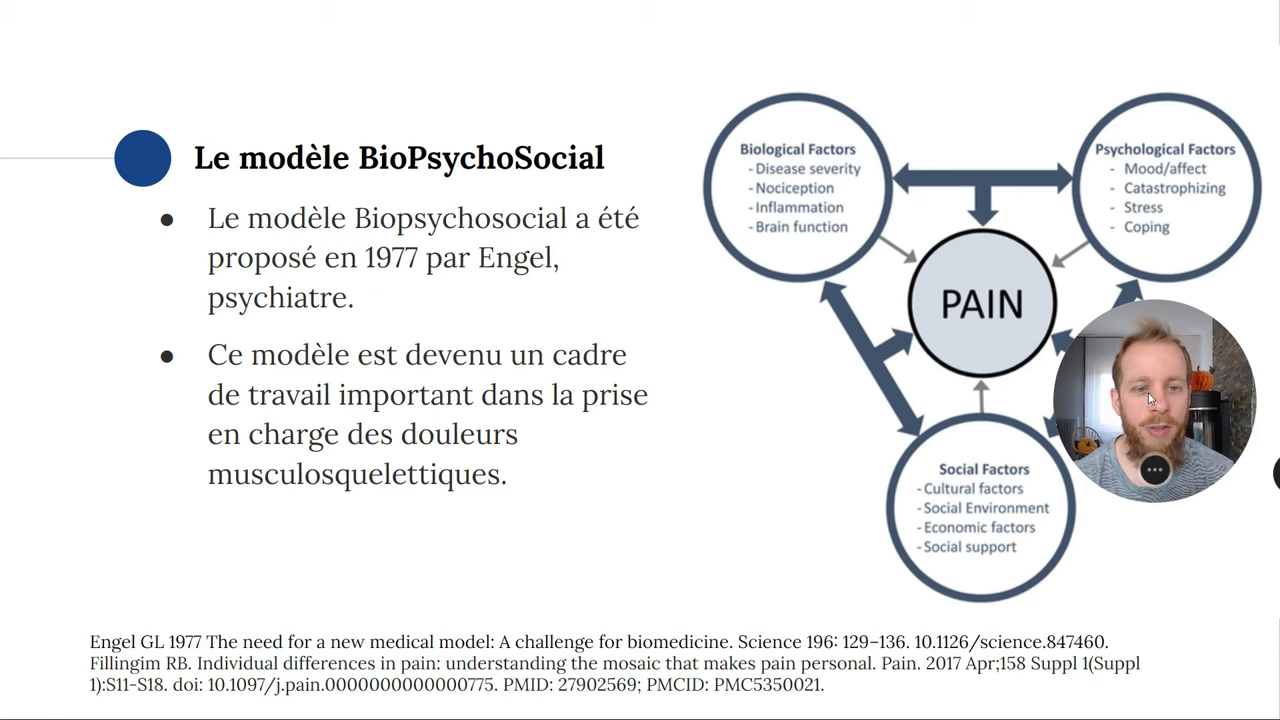 Le modèle BioPsychoSocial
● Le modèle Biopsychosocial a été
proposé en 1977 par Engel,
psychiatre.
● Ce modèle est devenu un cadre
de travail important dans la prise
en charge des douleurs
musculosquelettiques.
Biological Factors
- Disease severity
- Nociception
- Inflammation
- Brain function
Psychological Factors
- Mood/affect
- Catastrophizing
- Stress
- Coping
PAIN
Social Factors
- Cultural factors
- Social Environment
- Economic factors
- Social support
Engel GL 1977 The need for a new medical model: A challenge for biomedicine. Science 196: 129–136. 10.1126/science.847460.
Fillingim RB. Individual differences in pain: understanding the mosaic that makes pain personal. Pain. 2017 Apr;158 Suppl 1(Suppl
1):S11-S18. doi: 10.1097/j.pain.0000000000000775. PMID: 27902569; PMCID: PMC5350021.